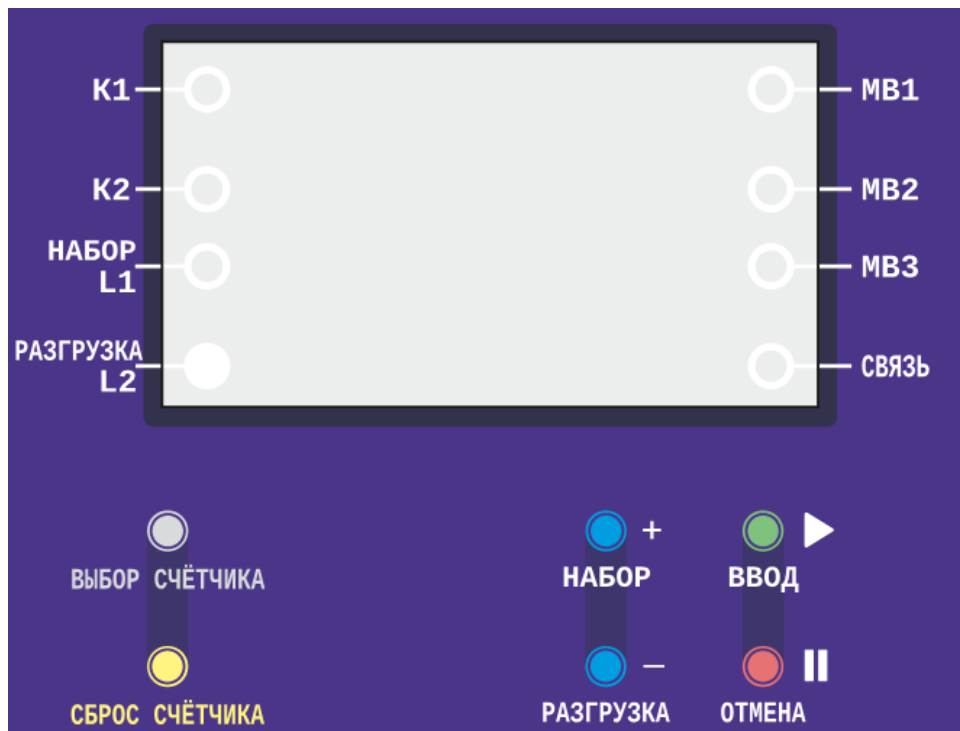 К1
МВ1
К2
МВ2
НАБОР
L1
МВ3
РАЗГРУЗКА
L2
СВЯЗЬ
+
НАБОР
ВВОД
ВЫБОР СЧЁТЧИКА
−
РАЗГРУЗКА
ОТМЕНА
СБРОС СЧЁТЧИКА